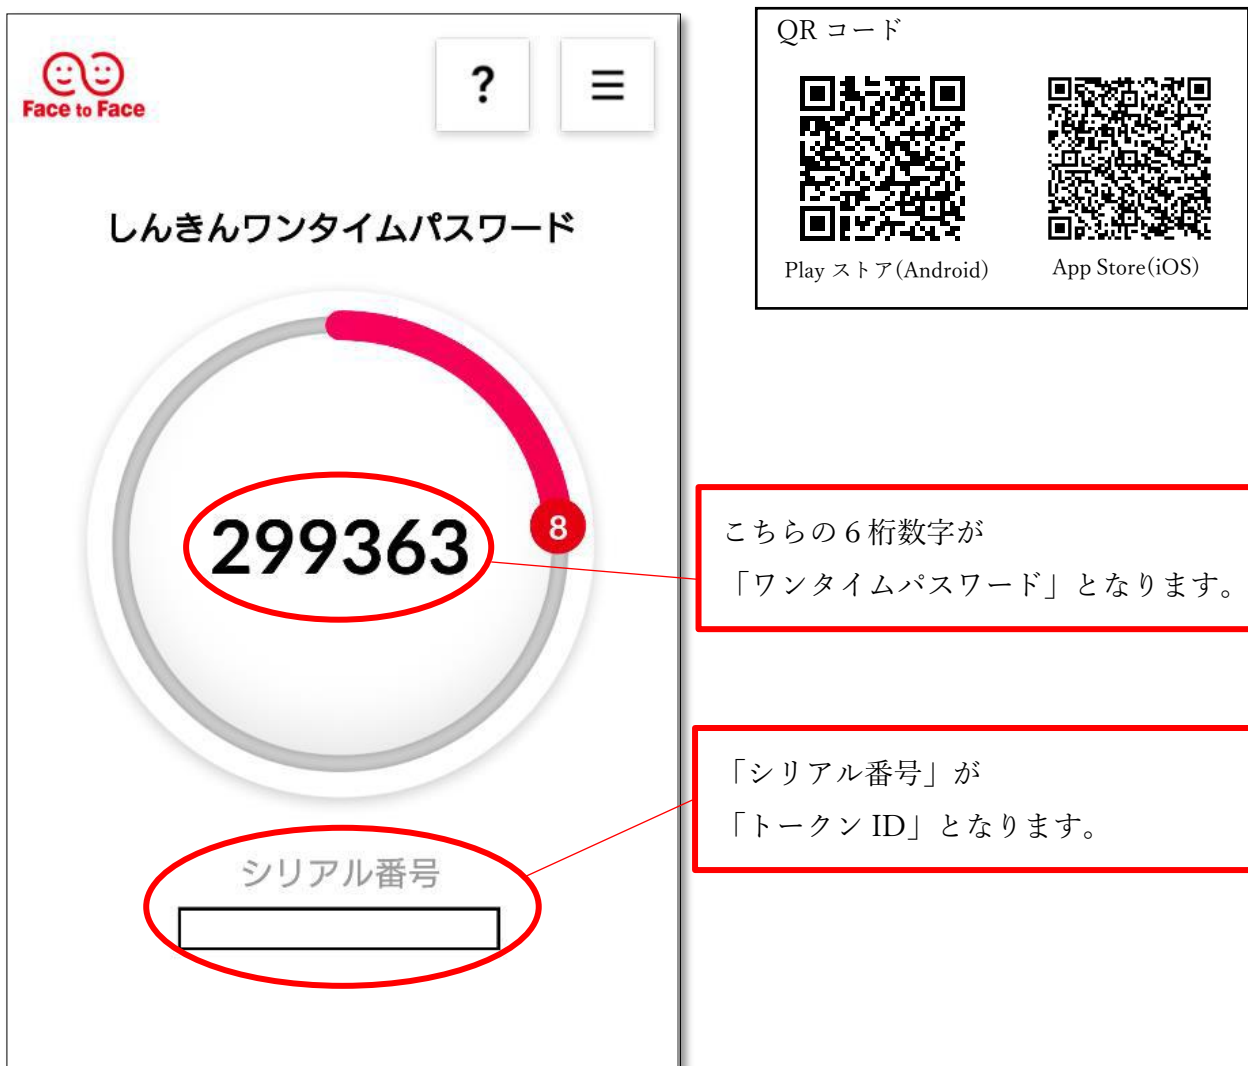 Face to Face
?
しんきんワンタイムパスワード
299363
8
シリアル番号
QR コード
Play ストア(Android)
App Store(iOS)
こちらの６桁数字が
「ワンタイムパスワード」となります。
「シリアル番号」が
「トークン ID」となります。